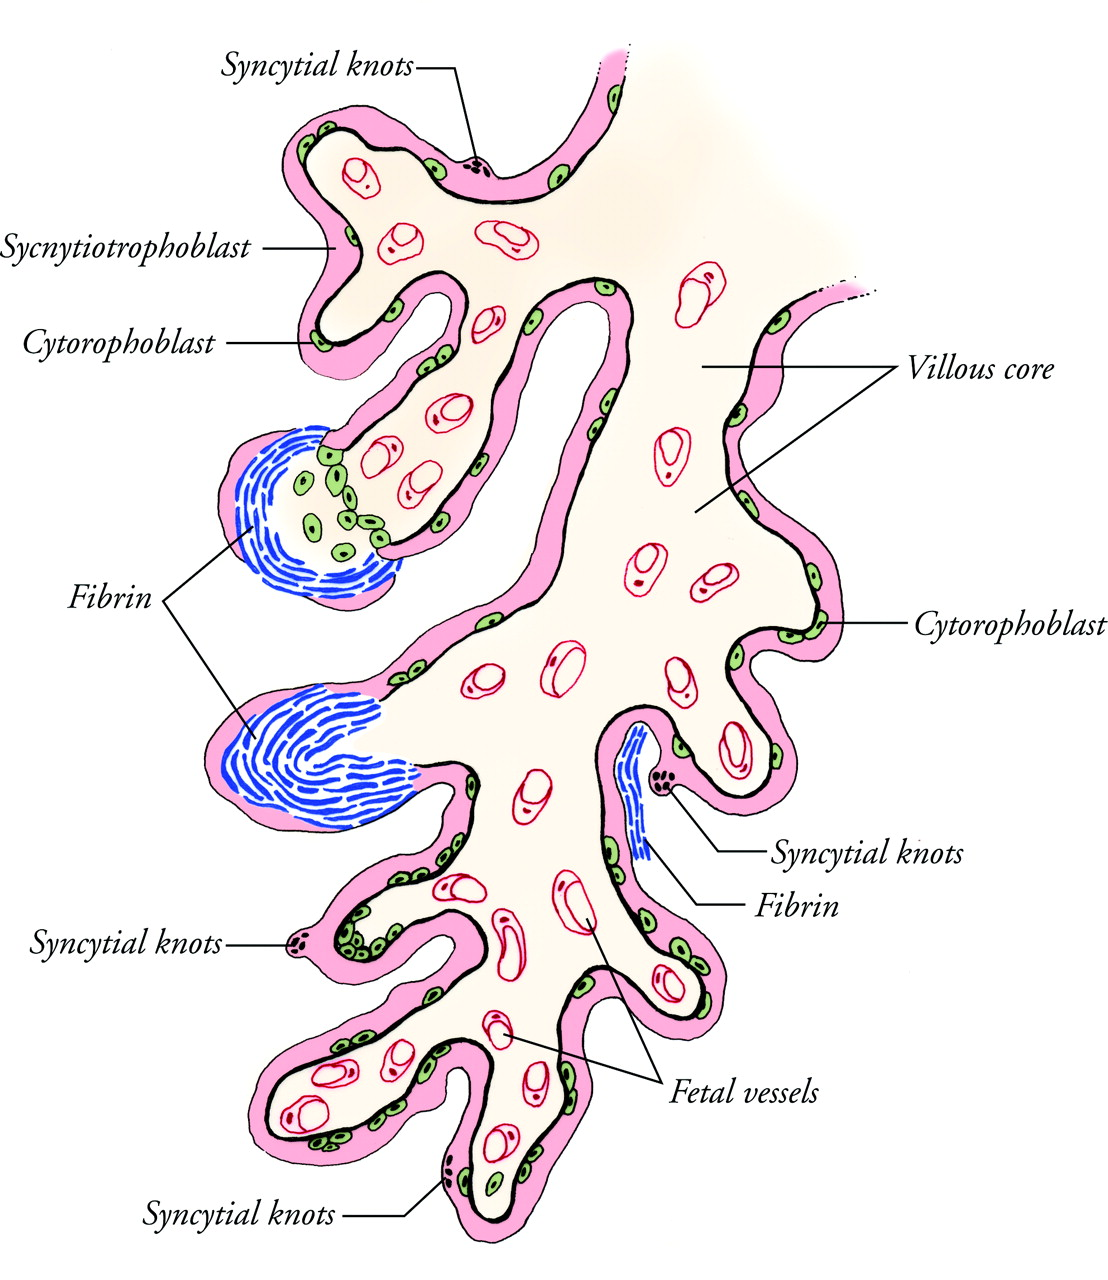 Syncytial knots
Sycnytiotrophoblast
Cytorophoblast
Villous core
Fibrin
Cytorophoblast
Syncytial knots
Fibrin
Syncytial knots
Fetal vessels
Syncytial knots